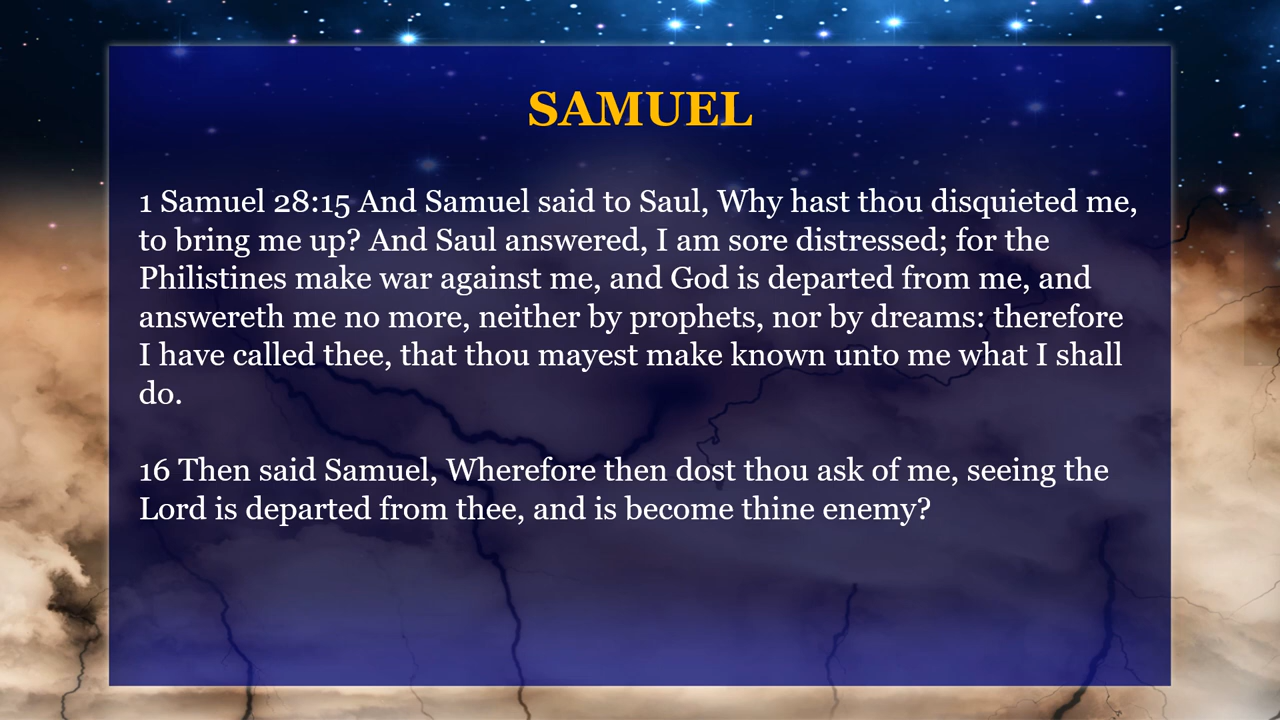 SAMUEL
1 Samuel 28:15 And Samuel said to Saul, Why hast thou disquieted me,
to bring me up? And Saul answered, I am sore distressed; for the
Philistines make war against me, and God is departed from me, and
answereth me no more, neither by prophets, nor by dreams: therefore
I have called thee, that thou mayest make known unto me what I shall
do.
16 Then said Samuel, Wherefore then dost thou ask of me, seeing the
Lord is departed from thee, and is become thine enemy?